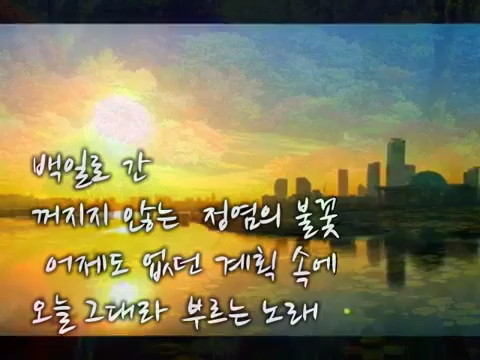 백일로 간
꺼지지 않는 정염의 불꽃
어제도 없던 계획 속에
오늘 그대라 부르는 노래